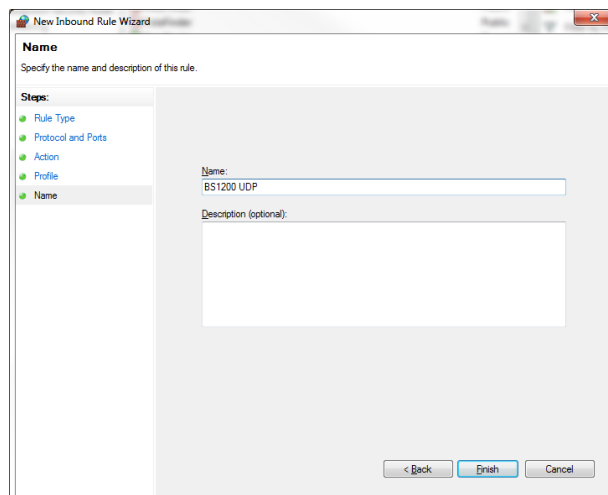 New Inbound Rule Wizard
Public
Name
Specify the name and description of this rule.
Steps:
Rule Type
Protocol and Ports
Action
Profile
Name
Name:
BS1200 UDP
Description (optional):
< Back
Finish
Cancel